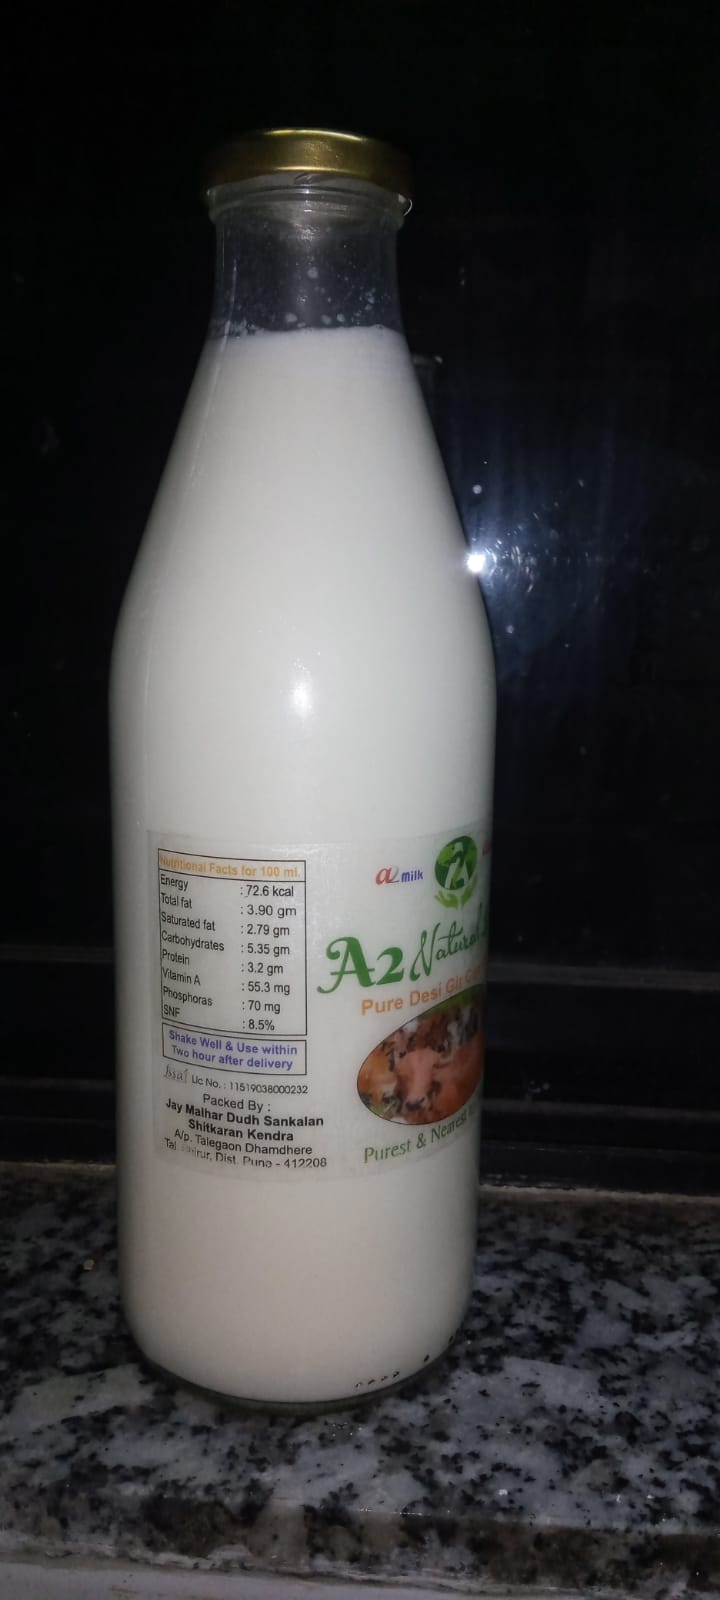 Nutritional Facts for 100 ml.
Energy : 72.6 kcal
Total fat : 3.90 gm
Saturated fat : 2.79 gm
Carbohydrates : 5.35 gm
Protein : 3.2 gm
Vitamin A : 55.3 mg
Phosphoras : 70 mg
SNF : 8.5%
Shake Well & Use within
Two hour after delivery
fssai Lic No. : 11519038000232
Packed By :
Jay Malhar Dudh Sankalan
Shitkaran Kendra
A/p. Talegaon Dhamdhere
Tal. Dist. Pune - 412208
a2 milk
A2
A2 Natural
Pure Desi Gir
Purest &